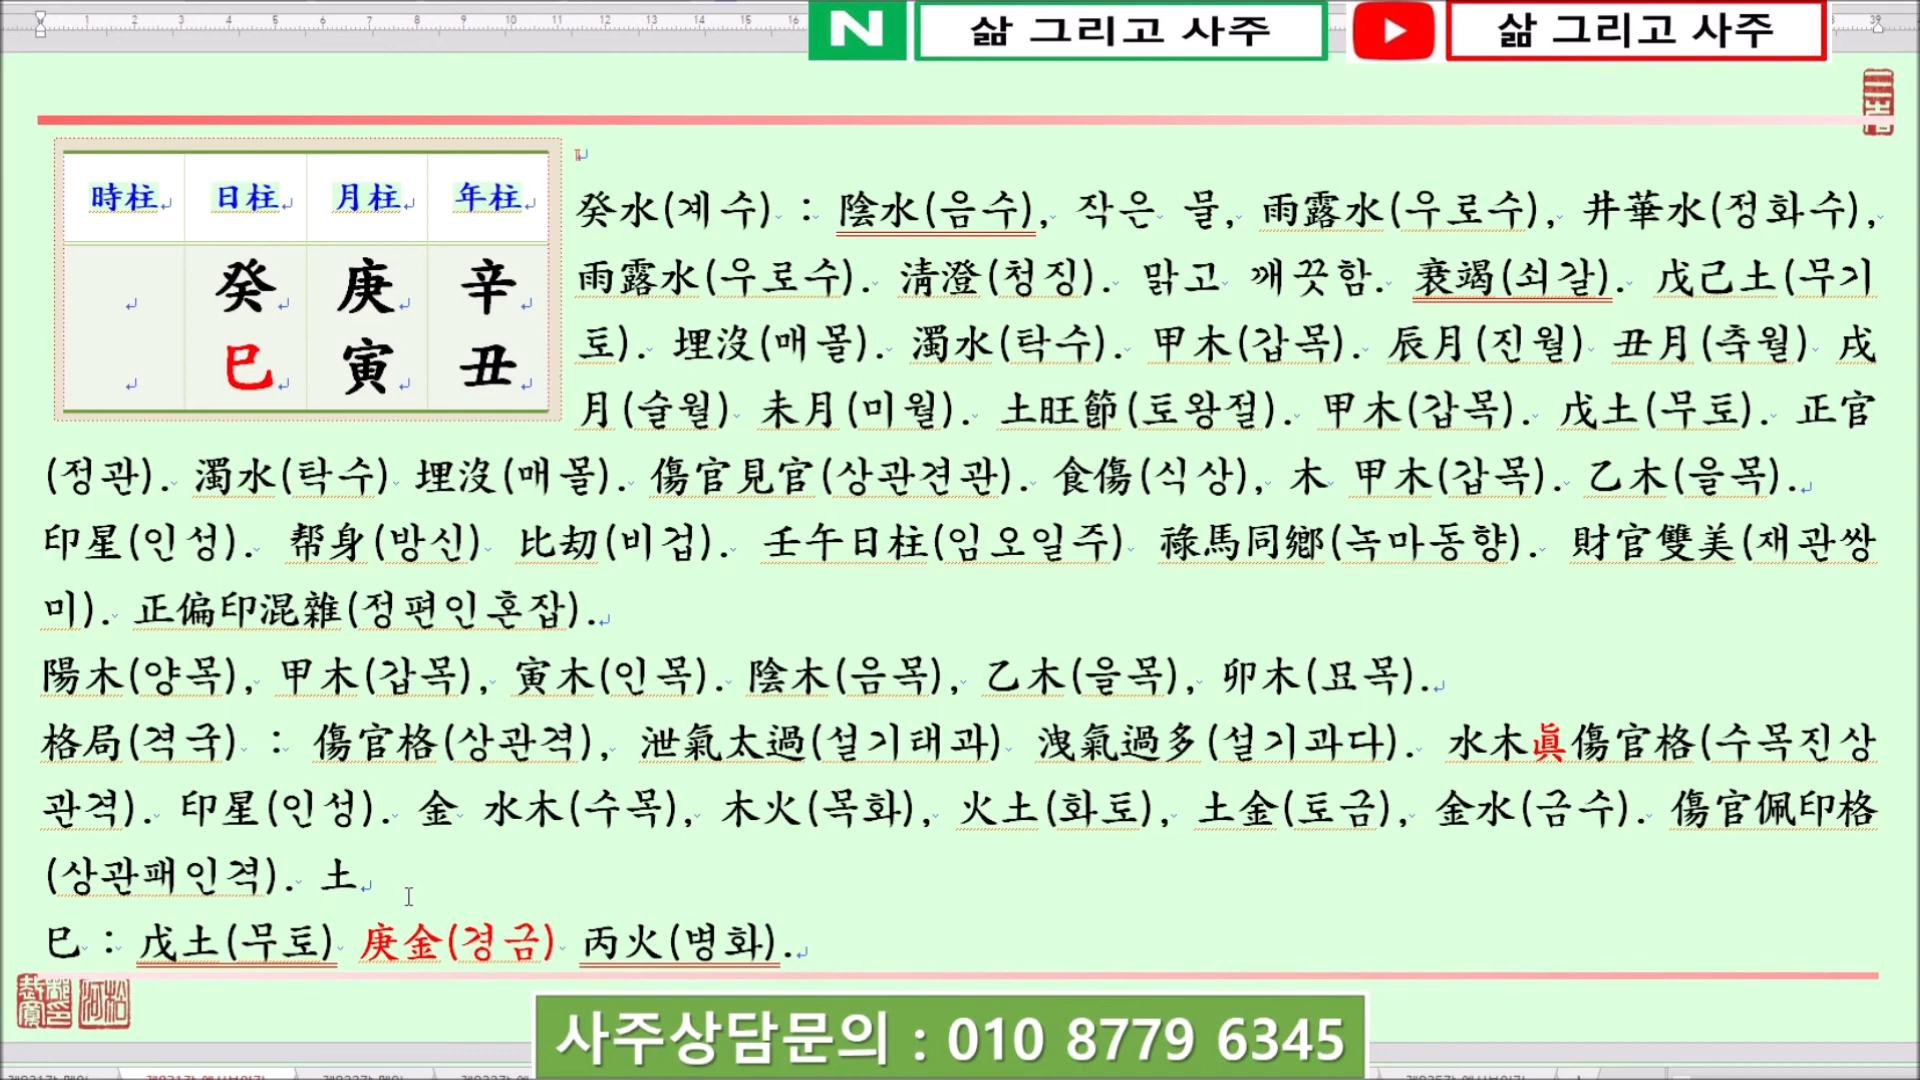 삶 그리고 사주
삶 그리고 사주
時柱 日柱 月柱 年柱
癸 庚 辛
巳 寅 丑
癸水(계수) : 陰水(음수), 작은 물, 雨露水(우로수), 井華水(정화수),
雨露水(우로수). 淸澄(청징). 맑고 깨끗함. 衰竭(쇠갈). 戊己土(무기
토). 埋沒(매몰). 濁水(탁수). 甲木(갑목). 辰月(진월) 丑月(축월) 戌
月(술월) 未月(미월). 土旺節(토왕절). 甲木(갑목). 戊土(무토). 正官
(정관). 濁水(탁수) 埋沒(매몰). 傷官見官(상관견관). 食傷(식상), 木 甲木(갑목). 乙木(을목).
印星(인성). 帮身(방신) 比劫(비겁). 壬午日柱(임오일주) 祿馬同鄕(녹마동향). 財官雙美(재관쌍
미). 正偏印混雜(정편인혼잡).
陽木(양목), 甲木(갑목), 寅木(인목). 陰木(음목), 乙木(을목), 卯木(묘목).
格局(격국) : 傷官格(상관격), 泄氣太過(설기태과) 洩氣過多(설기과다). 水木眞傷官格(수목진상
관격). 印星(인성). 金 水木(수목), 木火(목화), 火土(화토), 土金(토금), 金水(금수). 傷官佩印格
(상관패인격). 土
巳 : 戊土(무토) 庚金(경금) 丙火(병화).
사주상담문의 : 010 8779 6345